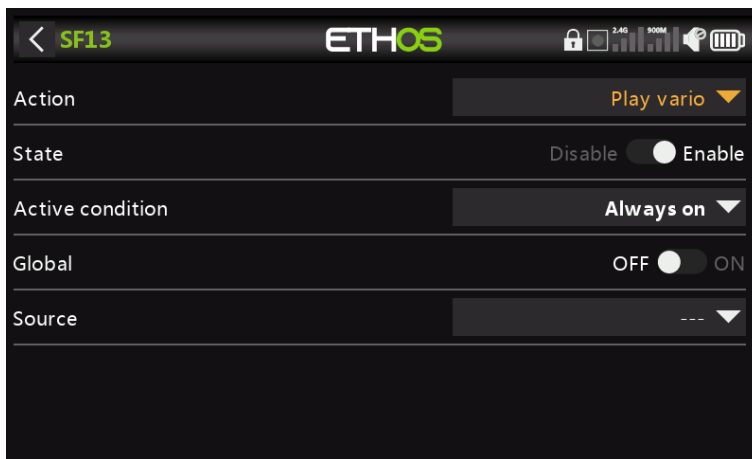 SF13 ETHOS 2.4G 900M
Action Play vario
State Disable Enable
Active condition Always on
Global OFF ON
Source ---